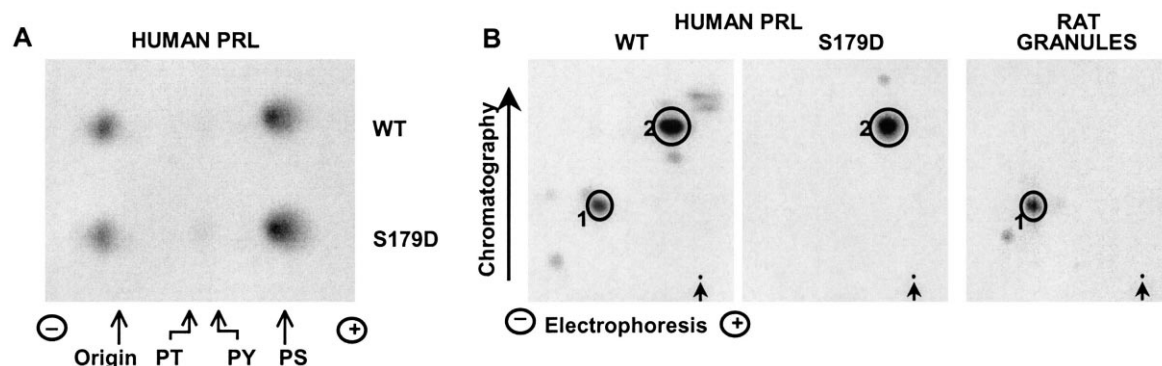 A
HUMAN PRL
WT
S179D
− +
Origin PT PY PS
B
HUMAN PRL
WT S179D
RAT
GRANULES
Chromatography
2
1
2
1
− Electrophoresis +